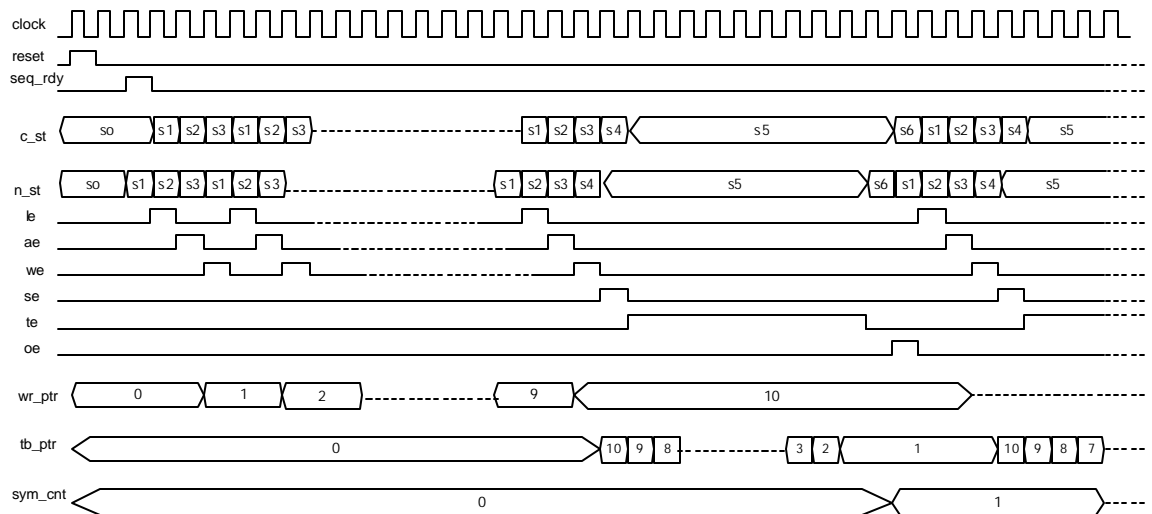 clock
reset
seq_rdy
c_st so s1 s2 s3 s1 s2 s3 s1 s2 s3 s4 s5 s6 s1 s2 s3 s4 s5
n_st so s1 s2 s3 s1 s2 s3 s1 s2 s3 s4 s5 s6 s1 s2 s3 s4 s5
le
ae
we
se
te
oe
wr_ptr 0 1 2 9 10
tb_ptr 0 10 9 8 3 2 1 10 9 8 7
sym_cnt 0 1